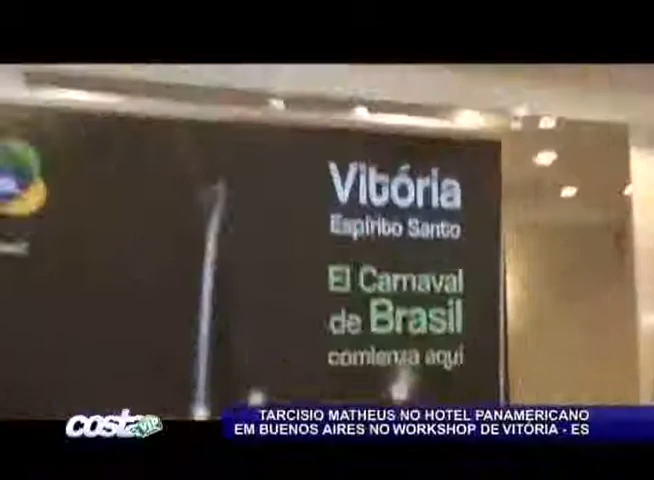 Vitória
Espírito Santo
El Carnaval
de Brasil
comienza aquí
costa VIP
TARCISIO MATHEUS NO HOTEL PANAMERICANO
EM BUENOS AIRES NO WORKSHOP DE VITÓRIA - ES